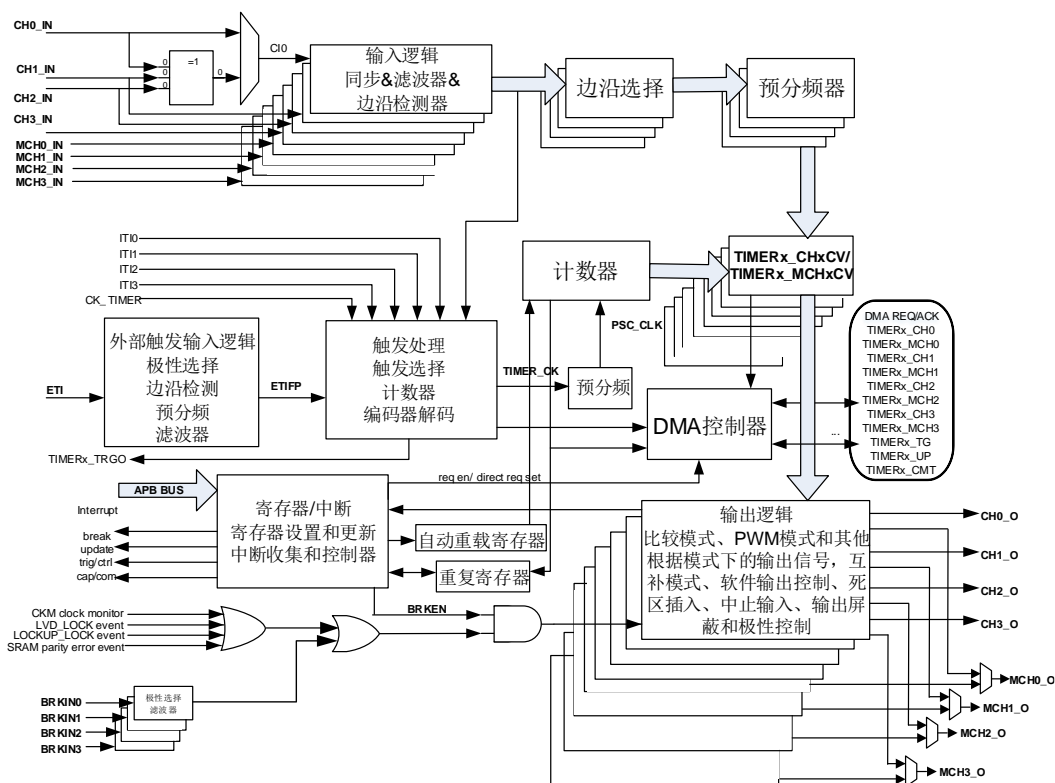 CH0_IN
CH1_IN
CH2_IN
CH3_IN
MCH0_IN
MCH1_IN
MCH2_IN
MCH3_IN
0
0
0
=1
0
CI0
输入逻辑
同步&滤波器&
边沿检测器
边沿选择
预分频器
ITI0
ITI1
ITI2
ITI3
CK_TIMER
计数器
TIMERx_CHxCV/
TIMERx_MCHxCV
PSC_CLK
外部触发输入逻辑
极性选择
边沿检测
预分频
滤波器
ETI
ETIFP
触发处理
触发选择
计数器
编码器解码
TIMER_CK
预分频
DMA控制器
DMA REQ/ACK
TIMERx_CH0
TIMERx_MCH0
TIMERx_CH1
TIMERx_MCH1
TIMERx_CH2
TIMERx_MCH2
TIMERx_CH3
TIMERx_MCH3
TIMERx_TG
TIMERx_UP
TIMERx_CMT
...
TIMERx_TRGO
req en/ direct req set
APB BUS
Interrupt
break
update
trig/ctrl
cap/com
寄存器/中断
寄存器设置和更新
中断收集和控制器
自动重载寄存器
重复寄存器
输出逻辑
比较模式、PWM模式和其他
根据模式下的输出信号，互
补模式、软件输出控制、死
区插入、中止输入、输出屏
蔽和极性控制
CH0_O
CH1_O
CH2_O
CH3_O
MCH0_O
MCH1_O
MCH2_O
MCH3_O
CKM clock monitor
LVD_LOCK event
LOCKUP_LOCK event
SRAM parity error event
BRKEN
BRKIN0
BRKIN1
BRKIN2
BRKIN3
极性选择
滤波器